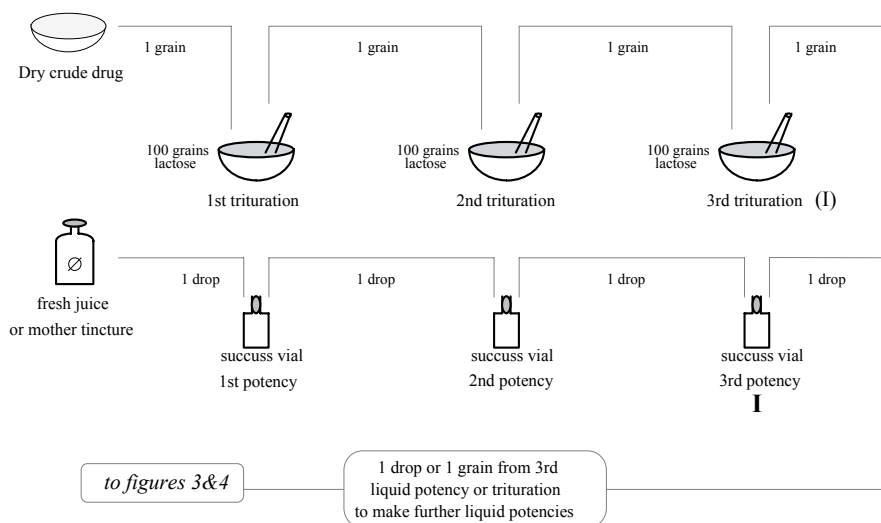 1 grain
1 grain
1 grain
1 grain
Dry crude drug
100 grains
lactose
100 grains
lactose
100 grains
lactose
1st trituration
2nd trituration
3rd trituration (I)
1 drop
1 drop
1 drop
1 drop
Ø
fresh juice
or mother tincture
succuss vial
1st potency
succuss vial
2nd potency
succuss vial
3rd potency
I
to figures 3&4
1 drop or 1 grain from 3rd
liquid potency or trituration
to make further liquid potencies